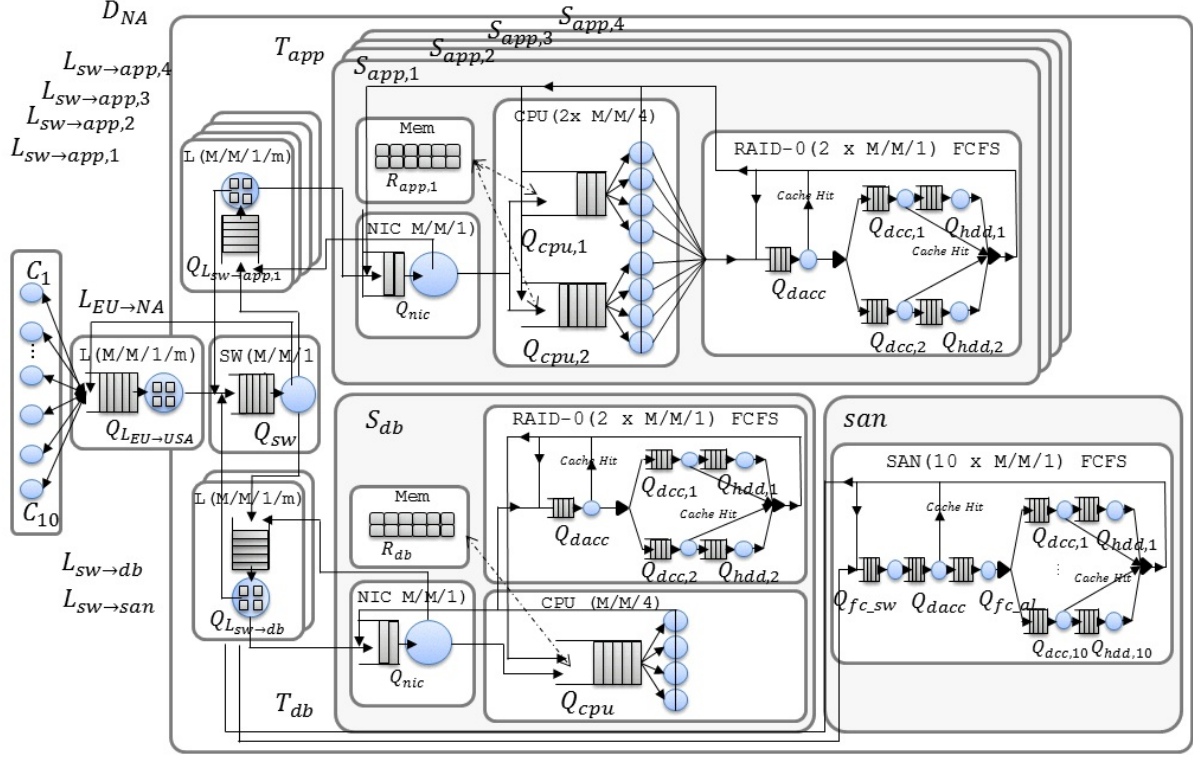 D_NA
S_app,4
S_app,3
S_app,2
S_app,1
T_app
L_sw→app,4
L_sw→app,3
L_sw→app,2
L_sw→app,1
L(M/M/1/m)
Q_L_sw→app,1
Mem
R_app,1
NIC M/M/1)
Q_nic
CPU(2x M/M/4)
Q_cpu,1
Q_cpu,2
RAID-0(2 x M/M/1) FCFS
Cache Hit
Q_dacc
Q_dcc,1
Q_hdd,1
Cache Hit
Q_dcc,2
Q_hdd,2
C_1
C_10
L_EU→NA
L(M/M/1/m)
Q_L_EU→USA
SW(M/M/1
Q_sw
L(M/M/1/m)
Q_L_sw→db
L_sw→db
L_sw→san
T_db
S_db
Mem
R_db
NIC M/M/1)
Q_nic
RAID-0(2 x M/M/1) FCFS
Cache Hit
Q_dacc
Q_dcc,1
Q_hdd,1
Cache Hit
Q_dcc,2
Q_hdd,2
CPU (M/M/4)
Q_cpu
san
SAN(10 x M/M/1) FCFS
Cache Hit
Q_fc_sw
Q_dacc
Q_fc_al
Q_dcc,1
Q_hdd,1
Cache Hit
Q_dcc,10
Q_hdd,10